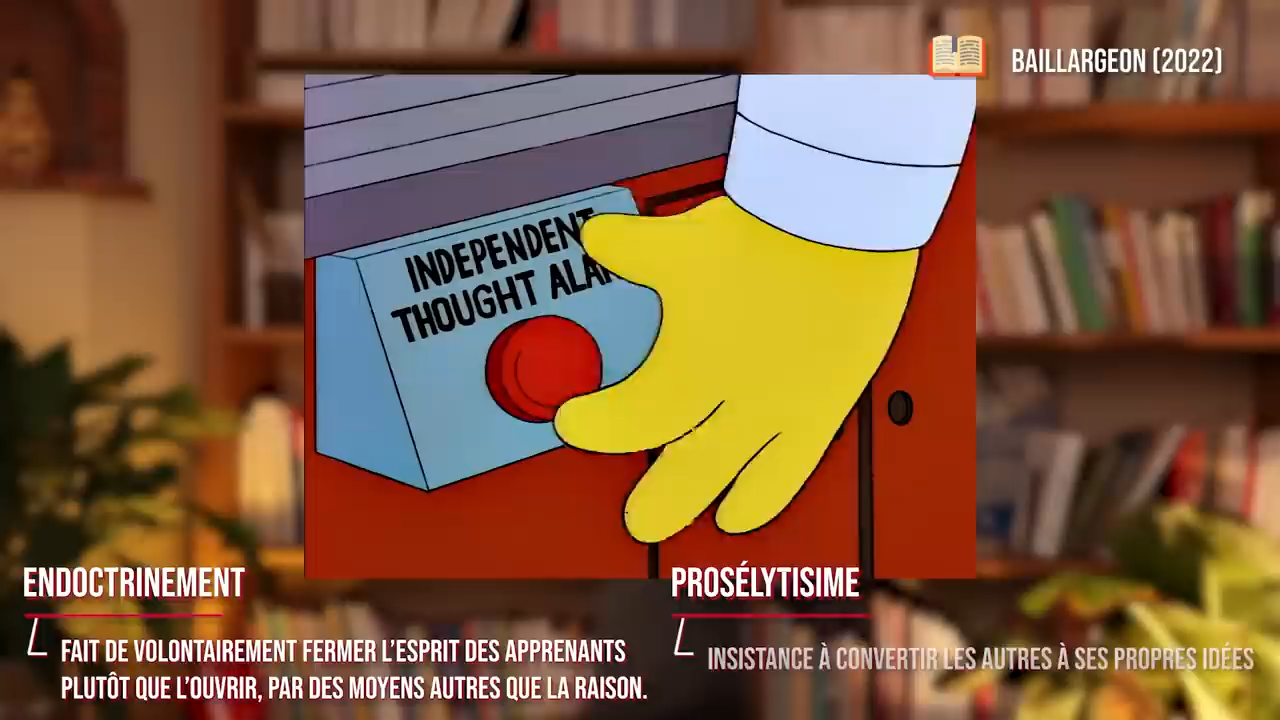 BAILLARGEON (2022)
INDEPENDENT
THOUGHT ALAR
ENDOCTRINEMENT
FAIT DE VOLONTAIREMENT FERMER L'ESPRIT DES APPRENANTS
PLUTÔT QUE L'OUVRIR, PAR DES MOYENS AUTRES QUE LA RAISON.
PROSÉLYTISIME
INSISTANCE À CONVERTIR LES AUTRES À SES PROPRES IDÉES